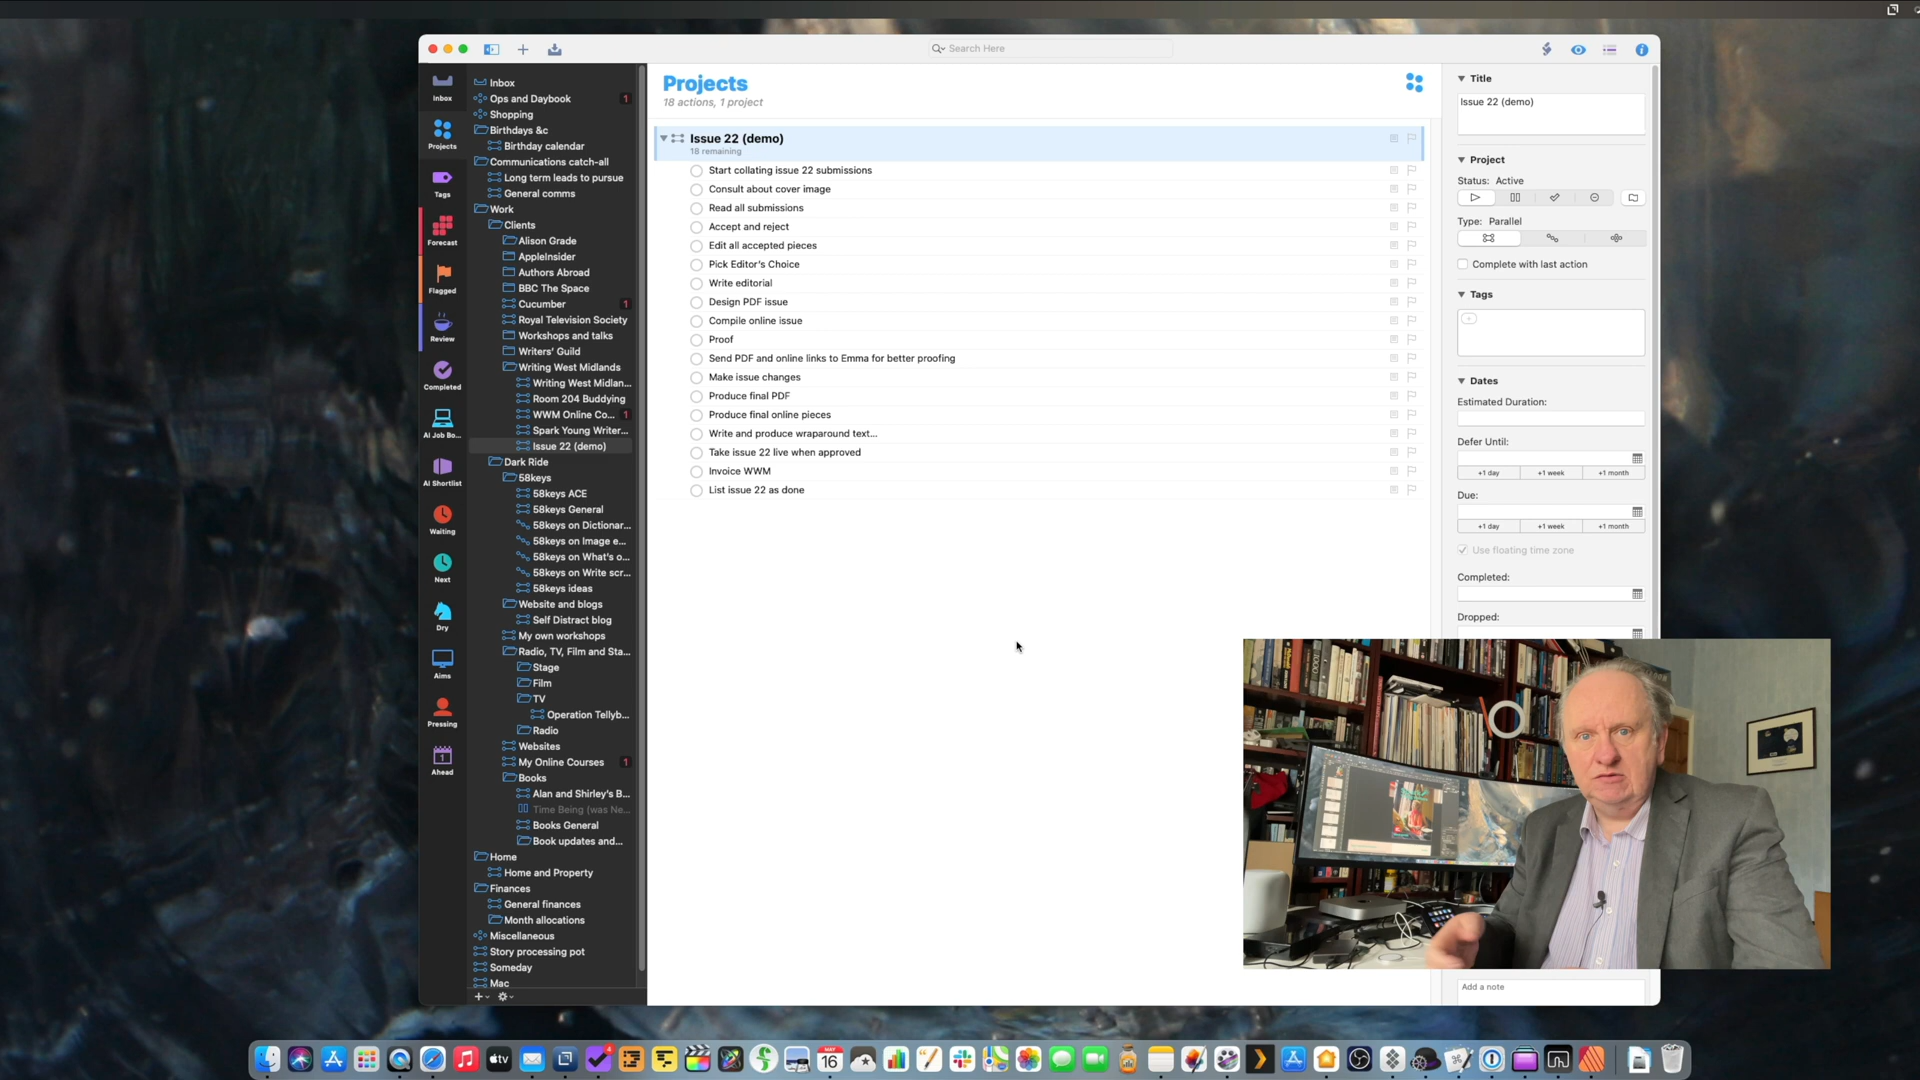 Search Here
Inbox
Projects
Tags
Forecast
Flagged
Review
Completed
AI Job Bo...
AI Shortlist
Waiting
Next
Dry
Aims
Pressing
1
Ahead
Inbox
Ops and Daybook 1
Shopping
Birthdays &c
Birthday calendar
Communications catch-all
Long term leads to pursue
General comms
Work
Clients
Alison Grade
AppleInsider
Authors Abroad
BBC The Space
Cucumber 1
Royal Television Society
Workshops and talks
Writers' Guild
Writing West Midlands
Writing West Midlan...
Room 204 Buddying
WWM Online Co... 1
Spark Young Writer...
Issue 22 (demo)
Dark Ride
58keys
58keys ACE
58keys General
58keys on Dictionar...
58keys on Image e...
58keys on What's o...
58keys on Write scr...
58keys ideas
Website and blogs
Self Distract blog
My own workshops
Radio, TV, Film and Sta...
Stage
Film
TV
Operation Tellyb...
Radio
Websites
My Online Courses 1
Books
Alan and Shirley's B...
Time Being (was Ne...
Books General
Book updates and...
Home
Home and Property
Finances
General finances
Month allocations
Miscellaneous
Story processing pot
Someday
Mac
Projects
18 actions, 1 project
Issue 22 (demo)
18 remaining
Start collating issue 22 submissions
Consult about cover image
Read all submissions
Accept and reject
Edit all accepted pieces
Pick Editor's Choice
Write editorial
Design PDF issue
Compile online issue
Proof
Send PDF and online links to Emma for better proofing
Make issue changes
Produce final PDF
Produce final online pieces
Write and produce wraparound text...
Take issue 22 live when approved
Invoice WWM
List issue 22 as done
Title
Issue 22 (demo)
Project
Status: Active
Type: Parallel
Complete with last action
Tags
Dates
Estimated Duration:
Defer Until:
+1 day +1 week +1 month
Due:
+1 day +1 week +1 month
Use floating time zone
Completed:
Dropped:
Add a note
tv
4
MAY
16